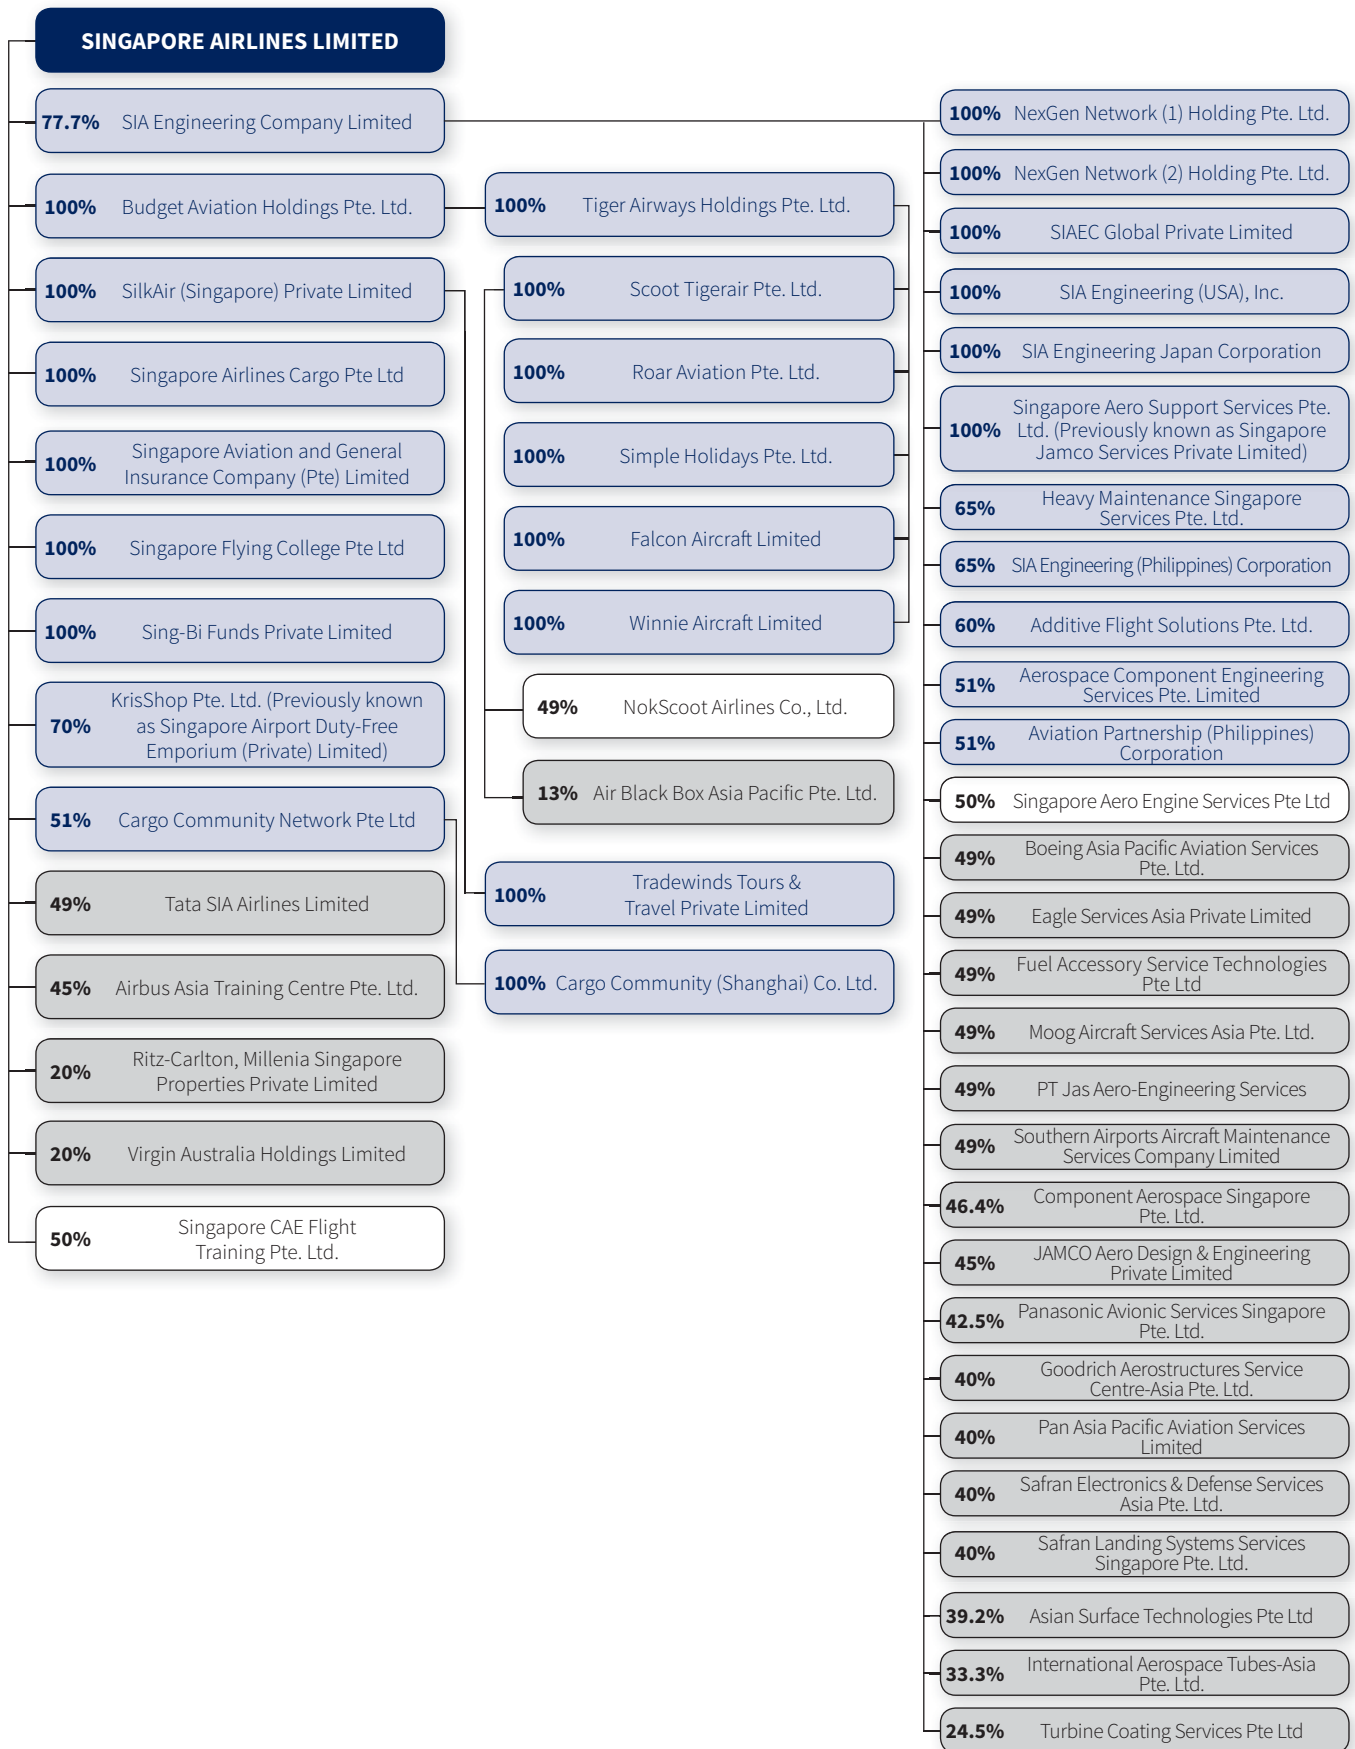 SINGAPORE AIRLINES LIMITED
77.7% SIA Engineering Company Limited
100% Budget Aviation Holdings Pte. Ltd.
100% SilkAir (Singapore) Private Limited
100% Singapore Airlines Cargo Pte Ltd
100% Singapore Aviation and General
Insurance Company (Pte) Limited
100% Singapore Flying College Pte Ltd
100% Sing-Bi Funds Private Limited
70% KrisShop Pte. Ltd. (Previously known
as Singapore Airport Duty-Free
Emporium (Private) Limited)
51% Cargo Community Network Pte Ltd
49% Tata SIA Airlines Limited
45% Airbus Asia Training Centre Pte. Ltd.
20% Ritz-Carlton, Millenia Singapore
Properties Private Limited
20% Virgin Australia Holdings Limited
50% Singapore CAE Flight
Training Pte. Ltd.
100% Tiger Airways Holdings Pte. Ltd.
100% Scoot Tigerair Pte. Ltd.
100% Roar Aviation Pte. Ltd.
100% Simple Holidays Pte. Ltd.
100% Falcon Aircraft Limited
100% Winnie Aircraft Limited
49% NokScoot Airlines Co., Ltd.
13% Air Black Box Asia Pacific Pte. Ltd.
100% Tradewinds Tours &
Travel Private Limited
100% Cargo Community (Shanghai) Co. Ltd.
100% NexGen Network (1) Holding Pte. Ltd.
100% NexGen Network (2) Holding Pte. Ltd.
100% SIAEC Global Private Limited
100% SIA Engineering (USA), Inc.
100% SIA Engineering Japan Corporation
100% Singapore Aero Support Services Pte.
Ltd. (Previously known as Singapore
Jamco Services Private Limited)
65% Heavy Maintenance Singapore
Services Pte. Ltd.
65% SIA Engineering (Philippines) Corporation
60% Additive Flight Solutions Pte. Ltd.
51% Aerospace Component Engineering
Services Pte. Limited
51% Aviation Partnership (Philippines)
Corporation
50% Singapore Aero Engine Services Pte Ltd
49% Boeing Asia Pacific Aviation Services
Pte. Ltd.
49% Eagle Services Asia Private Limited
49% Fuel Accessory Service Technologies
Pte Ltd
49% Moog Aircraft Services Asia Pte. Ltd.
49% PT Jas Aero-Engineering Services
49% Southern Airports Aircraft Maintenance
Services Company Limited
46.4% Component Aerospace Singapore
Pte. Ltd.
45% JAMCO Aero Design & Engineering
Private Limited
42.5% Panasonic Avionic Services Singapore
Pte. Ltd.
40% Goodrich Aerostructures Service
Centre-Asia Pte. Ltd.
40% Pan Asia Pacific Aviation Services
Limited
40% Safran Electronics & Defense Services
Asia Pte. Ltd.
40% Safran Landing Systems Services
Singapore Pte. Ltd.
39.2% Asian Surface Technologies Pte Ltd
33.3% International Aerospace Tubes-Asia
Pte. Ltd.
24.5% Turbine Coating Services Pte Ltd